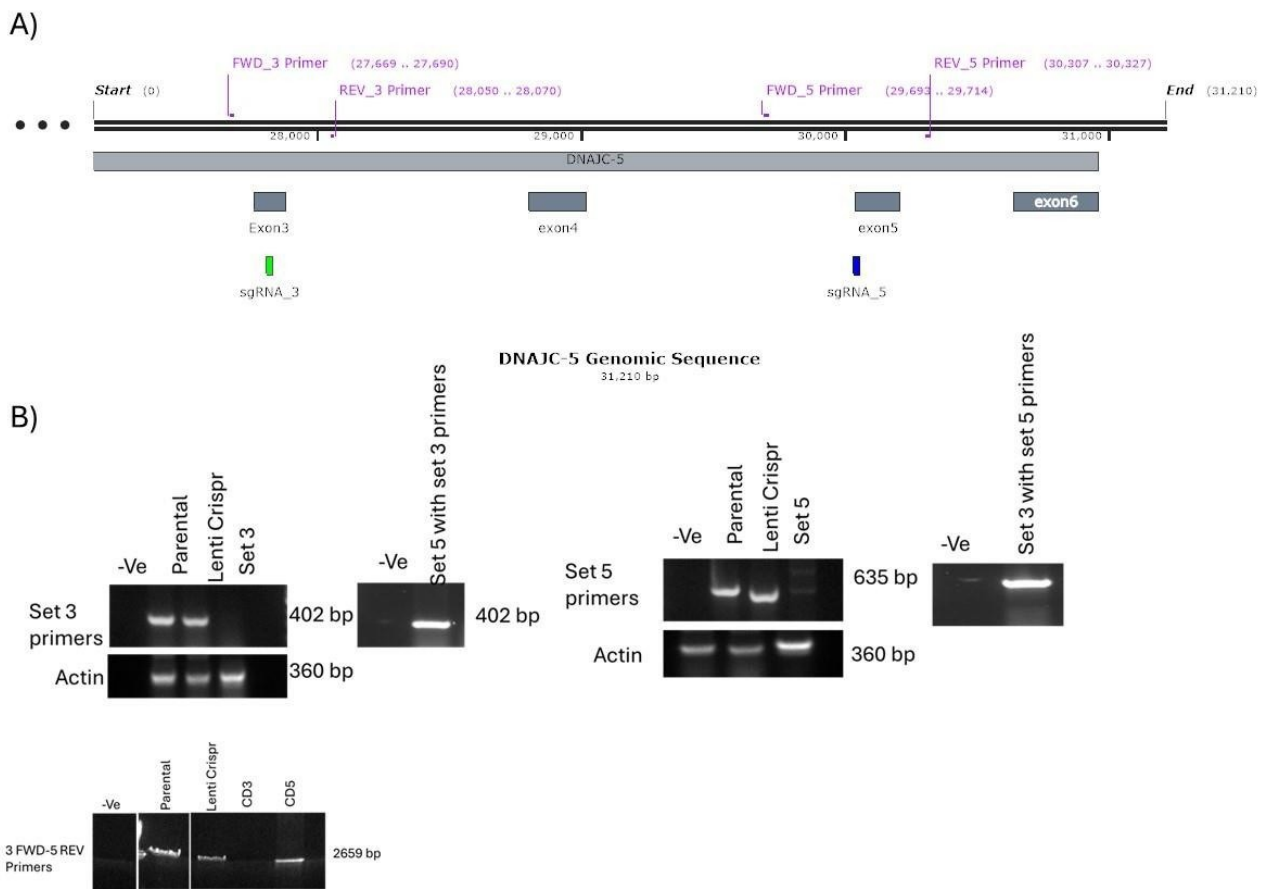 A)
FWD_3 Primer (27,669 .. 27,690)
REV_5 Primer (30,307 .. 30,327)
Start (0)
REV_3 Primer (28,050 .. 28,070)
FWD_5 Primer (29,693 .. 29,714)
End (31,210)
28,000
29,000
30,000
31,000
DNAJC-5
Exon3
exon4
exon5
exon6
sgRNA_3
sgRNA_5
DNAJC-5 Genomic Sequence
31,210 bp
B)
-Ve
Parental
Lenti Crispr
Set 3
Set 3
primers
402 bp
Actin
360 bp
-Ve
Set 5 with set 3 primers
402 bp
-Ve
Parental
Lenti Crispr
Set 5
Set 5
primers
635 bp
Actin
360 bp
-Ve
Set 3 with set 5 primers
-Ve
Parental
Lenti Crispr
CD3
CD5
3 FWD-5 REV
Primers
2659 bp